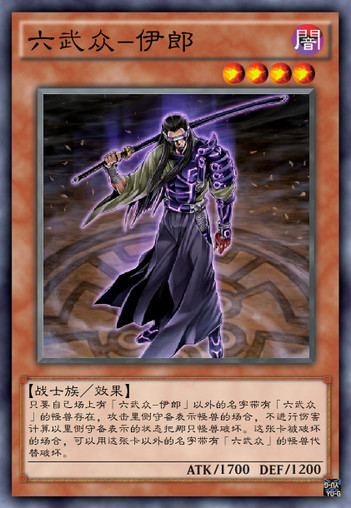 六武众-伊郎
闇
【战士族／效果】
只要自己场上有「六武众-伊郎」以外的名字带有「六武众
」的怪兽存在，攻击里侧守备表示怪兽的场合，不进行伤害
计算以里侧守备表示的状态把那只怪兽破坏。这张卡被破坏
的场合，可以用这张卡以外的名字带有「六武众」的怪兽代
替破坏。
ATK/1700 DEF/1200
YU-G